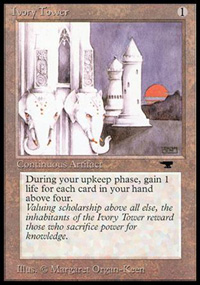 Ivory Tower 1
Continuous Artifact
During your upkeep phase, gain 1
life for each card in your hand
above four.
Valuing scholarship above all else, the
inhabitants of the Ivory Tower reward
those who sacrifice power for
knowledge.
Illus. © Margaret Organ-Kean